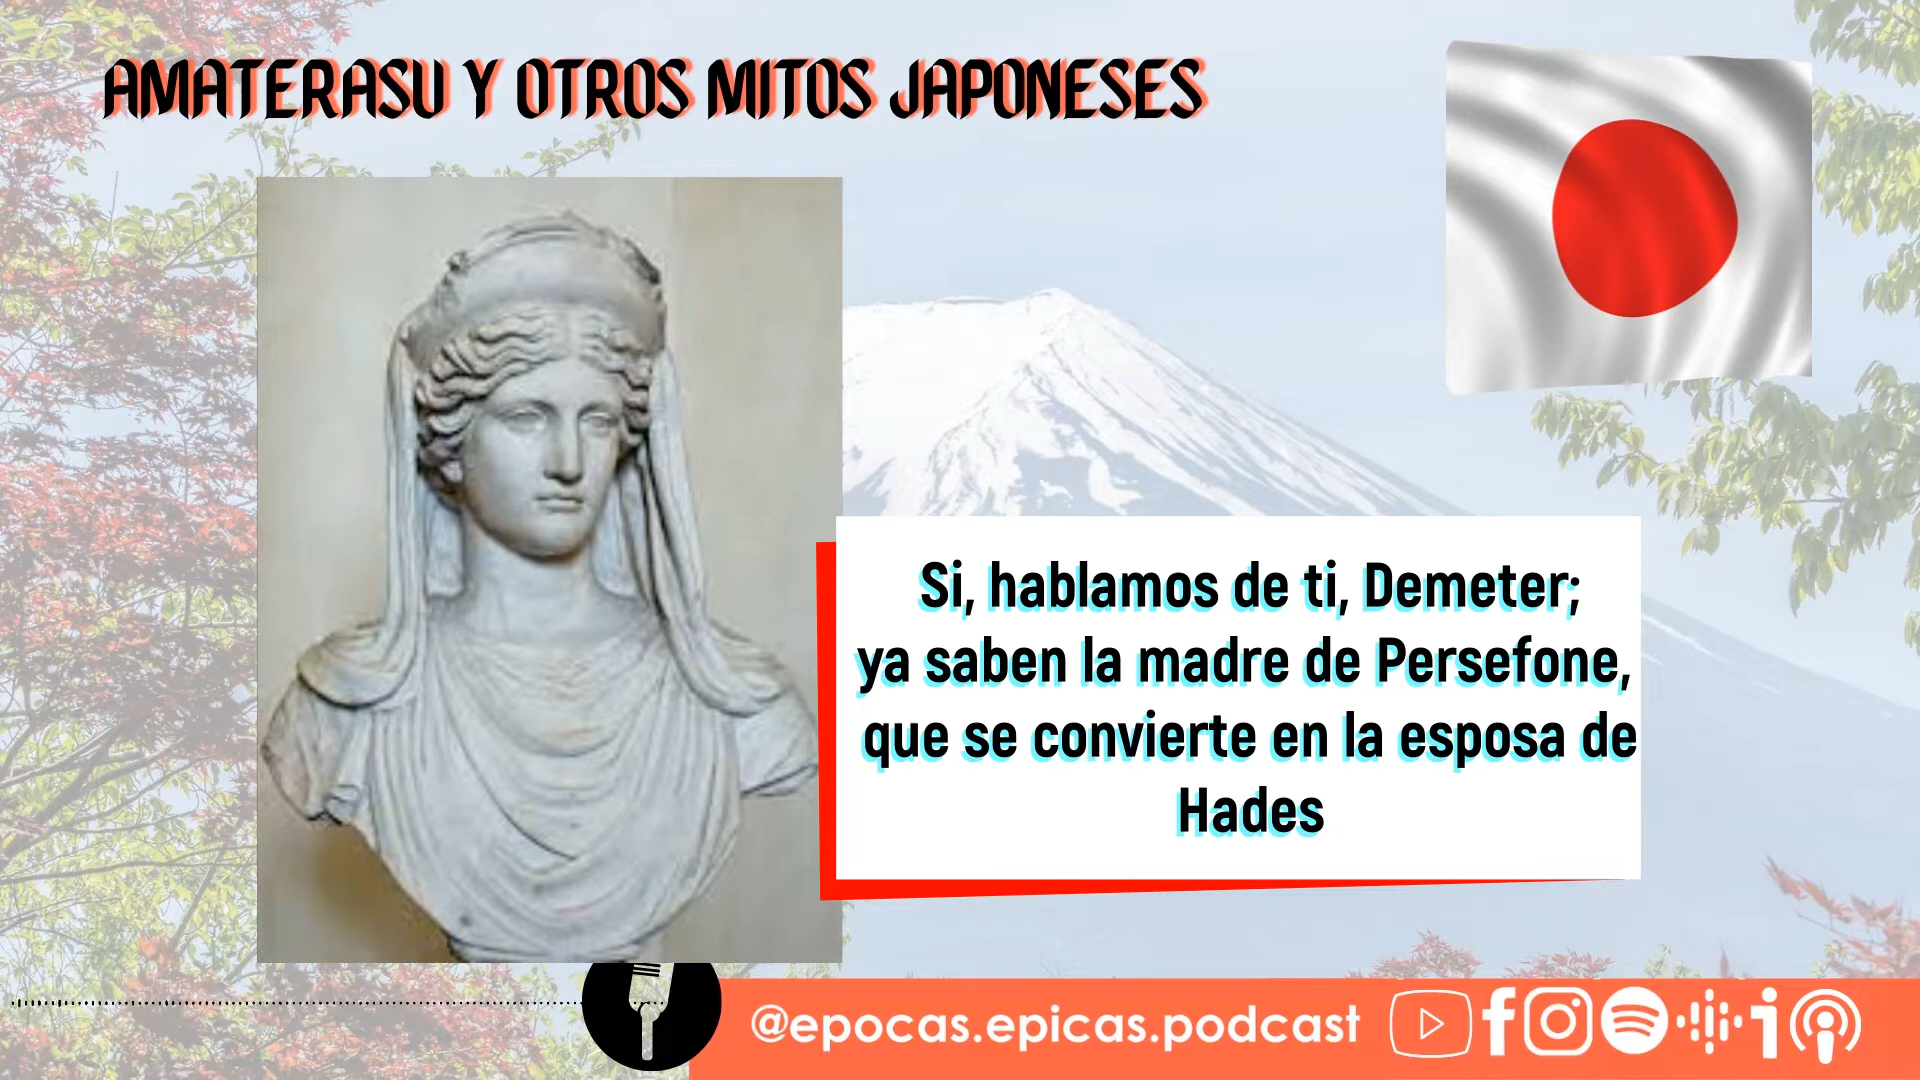 AMATERASU Y OTROS MITOS JAPONESES
Si, hablamos de ti, Demeter;
ya saben la madre de Persefone,
que se convierte en la esposa de
Hades
@epocas.epicas.podcast